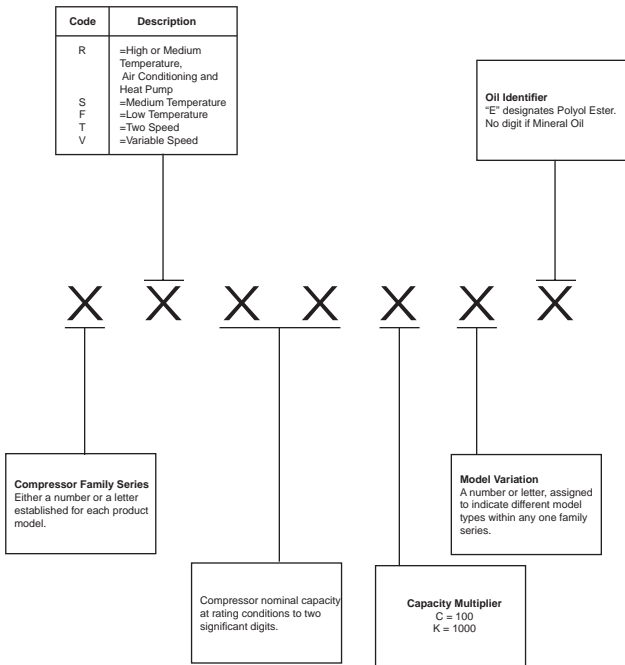 Code Description
R =High or Medium
Temperature,
Air Conditioning and
Heat Pump
S =Medium Temperature
F =Low Temperature
T =Two Speed
V =Variable Speed
Oil Identifier
“E” designates Polyol Ester.
No digit if Mineral Oil
X X X X X X X
Compressor Family Series
Either a number or a letter
established for each product
model.
Model Variation
A number or letter, assigned
to indicate different model
types within any one family
series.
Compressor nominal capacity
at rating conditions to two
significant digits.
Capacity Multiplier
C = 100
K = 1000